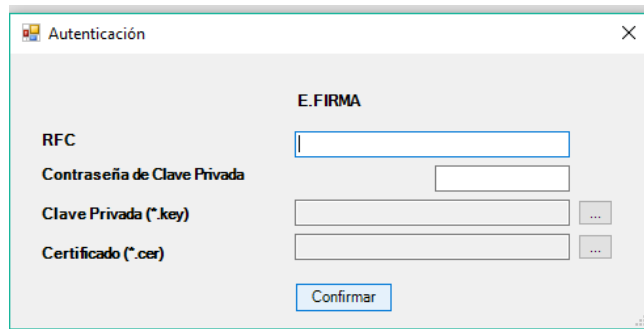 Autenticación
E.FIRMA
RFC
Contraseña de Clave Privada
Clave Privada (*.key)
...
Certificado (*.cer)
...
Confirmar